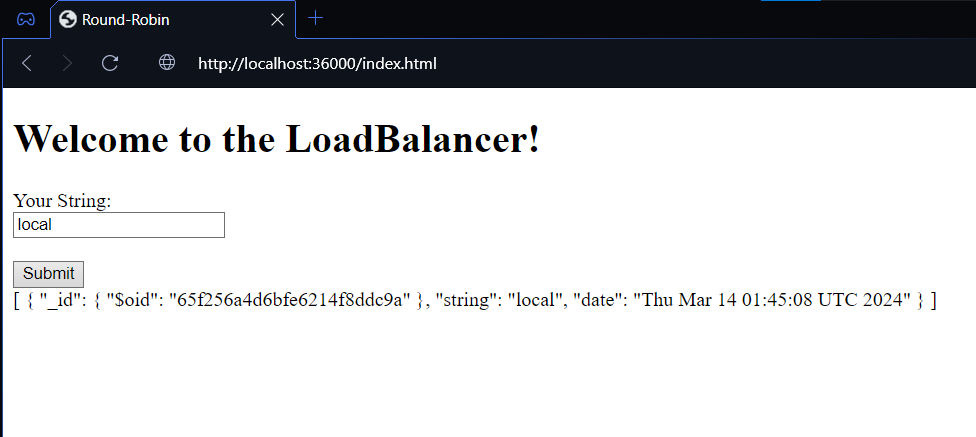 Round-Robin
http://localhost:36000/index.html
Welcome to the LoadBalancer!
Your String:
local
Submit
[ { "_id": { "$oid": "65f256a4d6bfe6214f8ddc9a" }, "string": "local", "date": "Thu Mar 14 01:45:08 UTC 2024" } ]